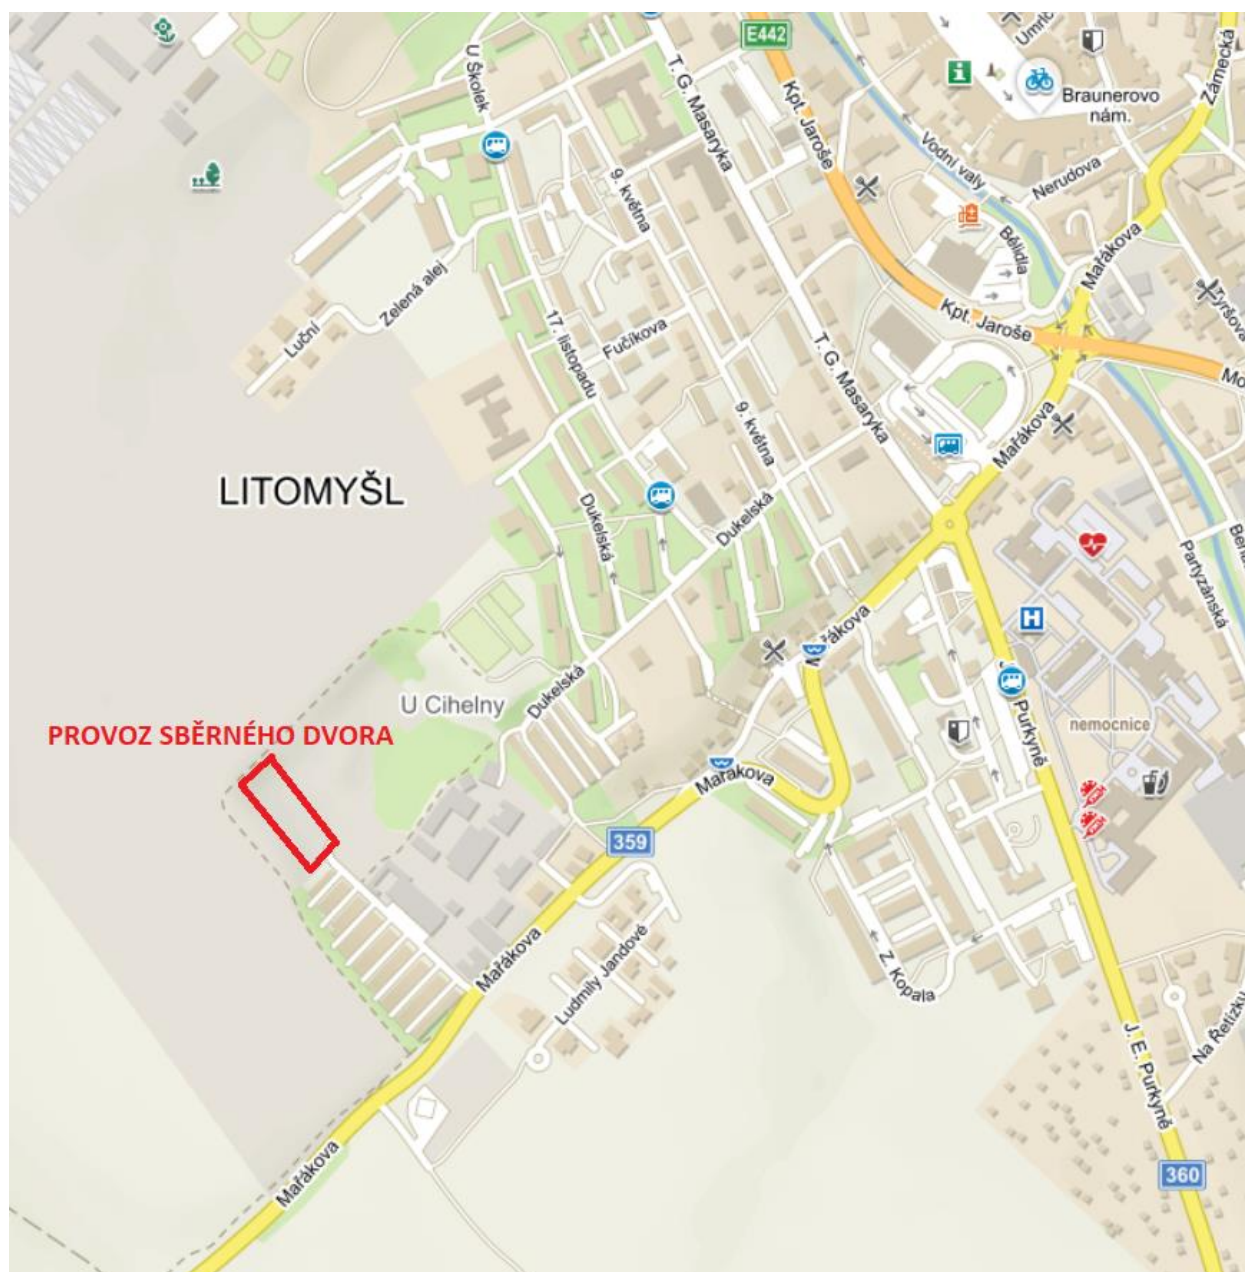 E442
U Školek
T. G. Masaryka
Kpt. Jaroše
Zámecká
Braunerovo
nám.
Vodní valy
Nerudova
9. května
Bělidla
Mařákova
Zelená alej
Luční
17. listopadu
Fučíkova
Kpt. Jaroše
Tyršova
T. G. Masaryka
Mo
9. května
Mařákova
LITOMYŠL
Dukelská
Dukelská
Partyzánská
Mařákova
H
U Cihelny
Dukelská
J. E. Purkyně
nemocnice
PROVOZ SBĚRNÉHO DVORA
Mařákova
359
Mařákova
Ludmily Jandové
Z. Kopala
Na Řetízku
J. E. Purkyně
Mařákova
360